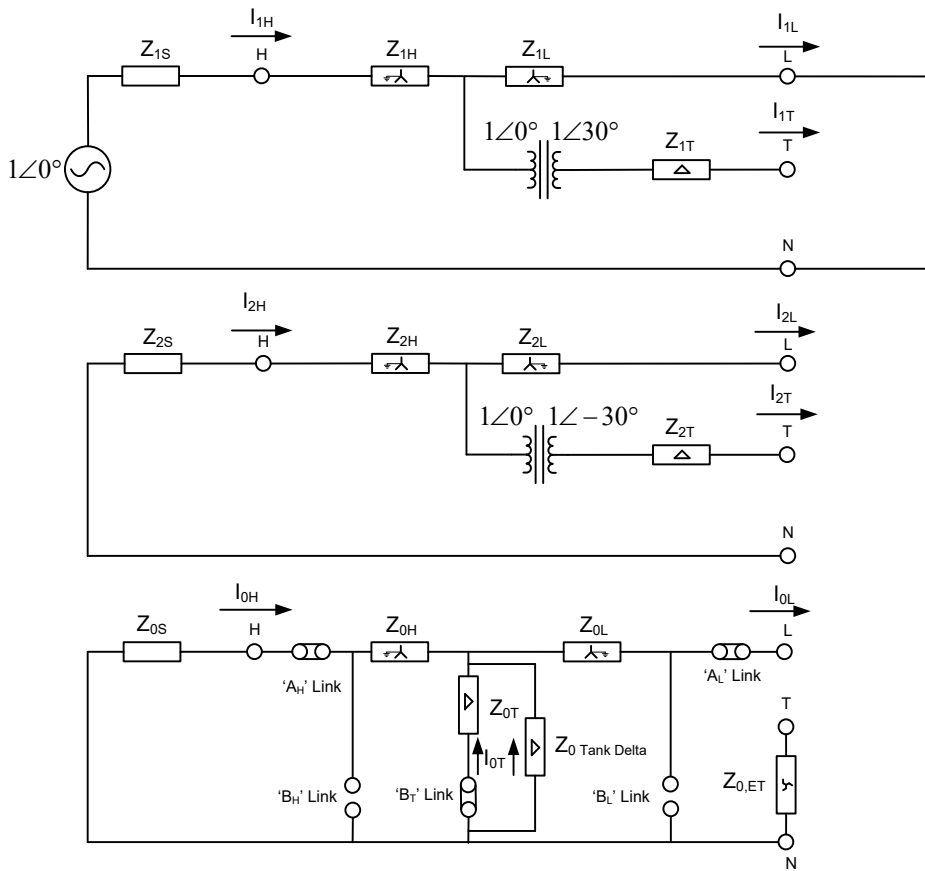 I1H
I1L
Z1S
H
Z1H
Z1L
L
I1T
1∠0°
1∠30°
Z1T
T
1∠0°
N
I2H
I2L
Z2S
H
Z2H
Z2L
L
I2T
1∠0°
1∠−30°
Z2T
T
N
I0H
I0L
Z0S
H
Z0H
Z0L
L
'AH' Link
'AL' Link
T
Z0T
Z0 Tank Delta
I0T
Z0,ET
'BH' Link
'BT' Link
'BL' Link
N